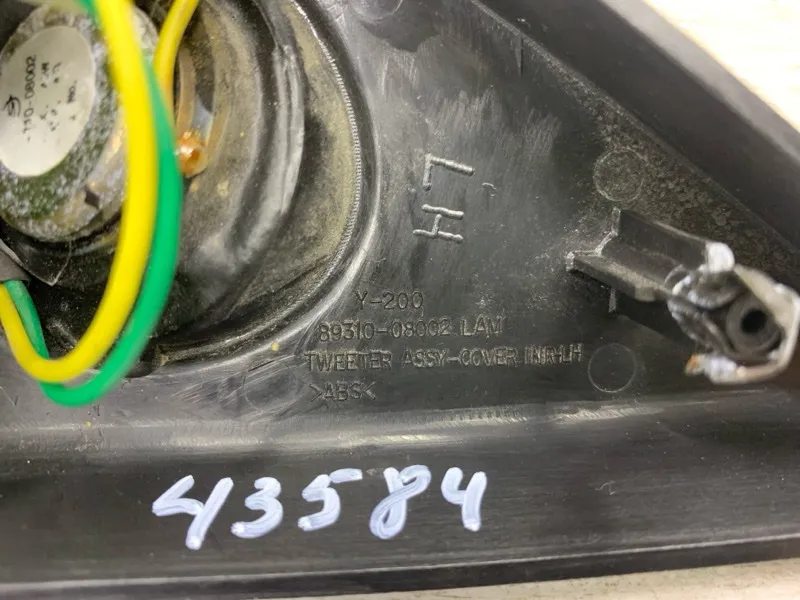 LH
Y-200
89310-08002 LAM
TWEETER ASSY-COVER INR-LH
>ABS<
43584